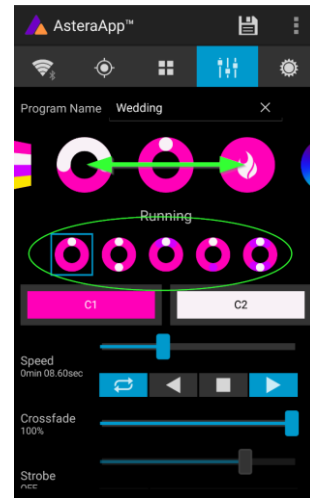 AsteraApp™
Program Name Wedding
Running
C1 C2
Speed
0min 08.60sec
Crossfade
100%
Strobe
OFF